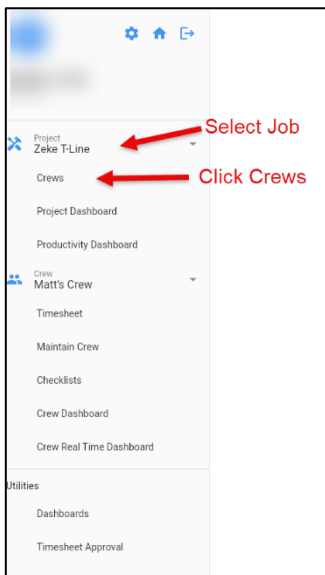 Project
Zeke T-Line
Select Job
Crews
Click Crews
Project Dashboard
Productivity Dashboard
Crew
Matt's Crew
Timesheet
Maintain Crew
Checklists
Crew Dashboard
Crew Real Time Dashboard
Utilities
Dashboards
Timesheet Approval